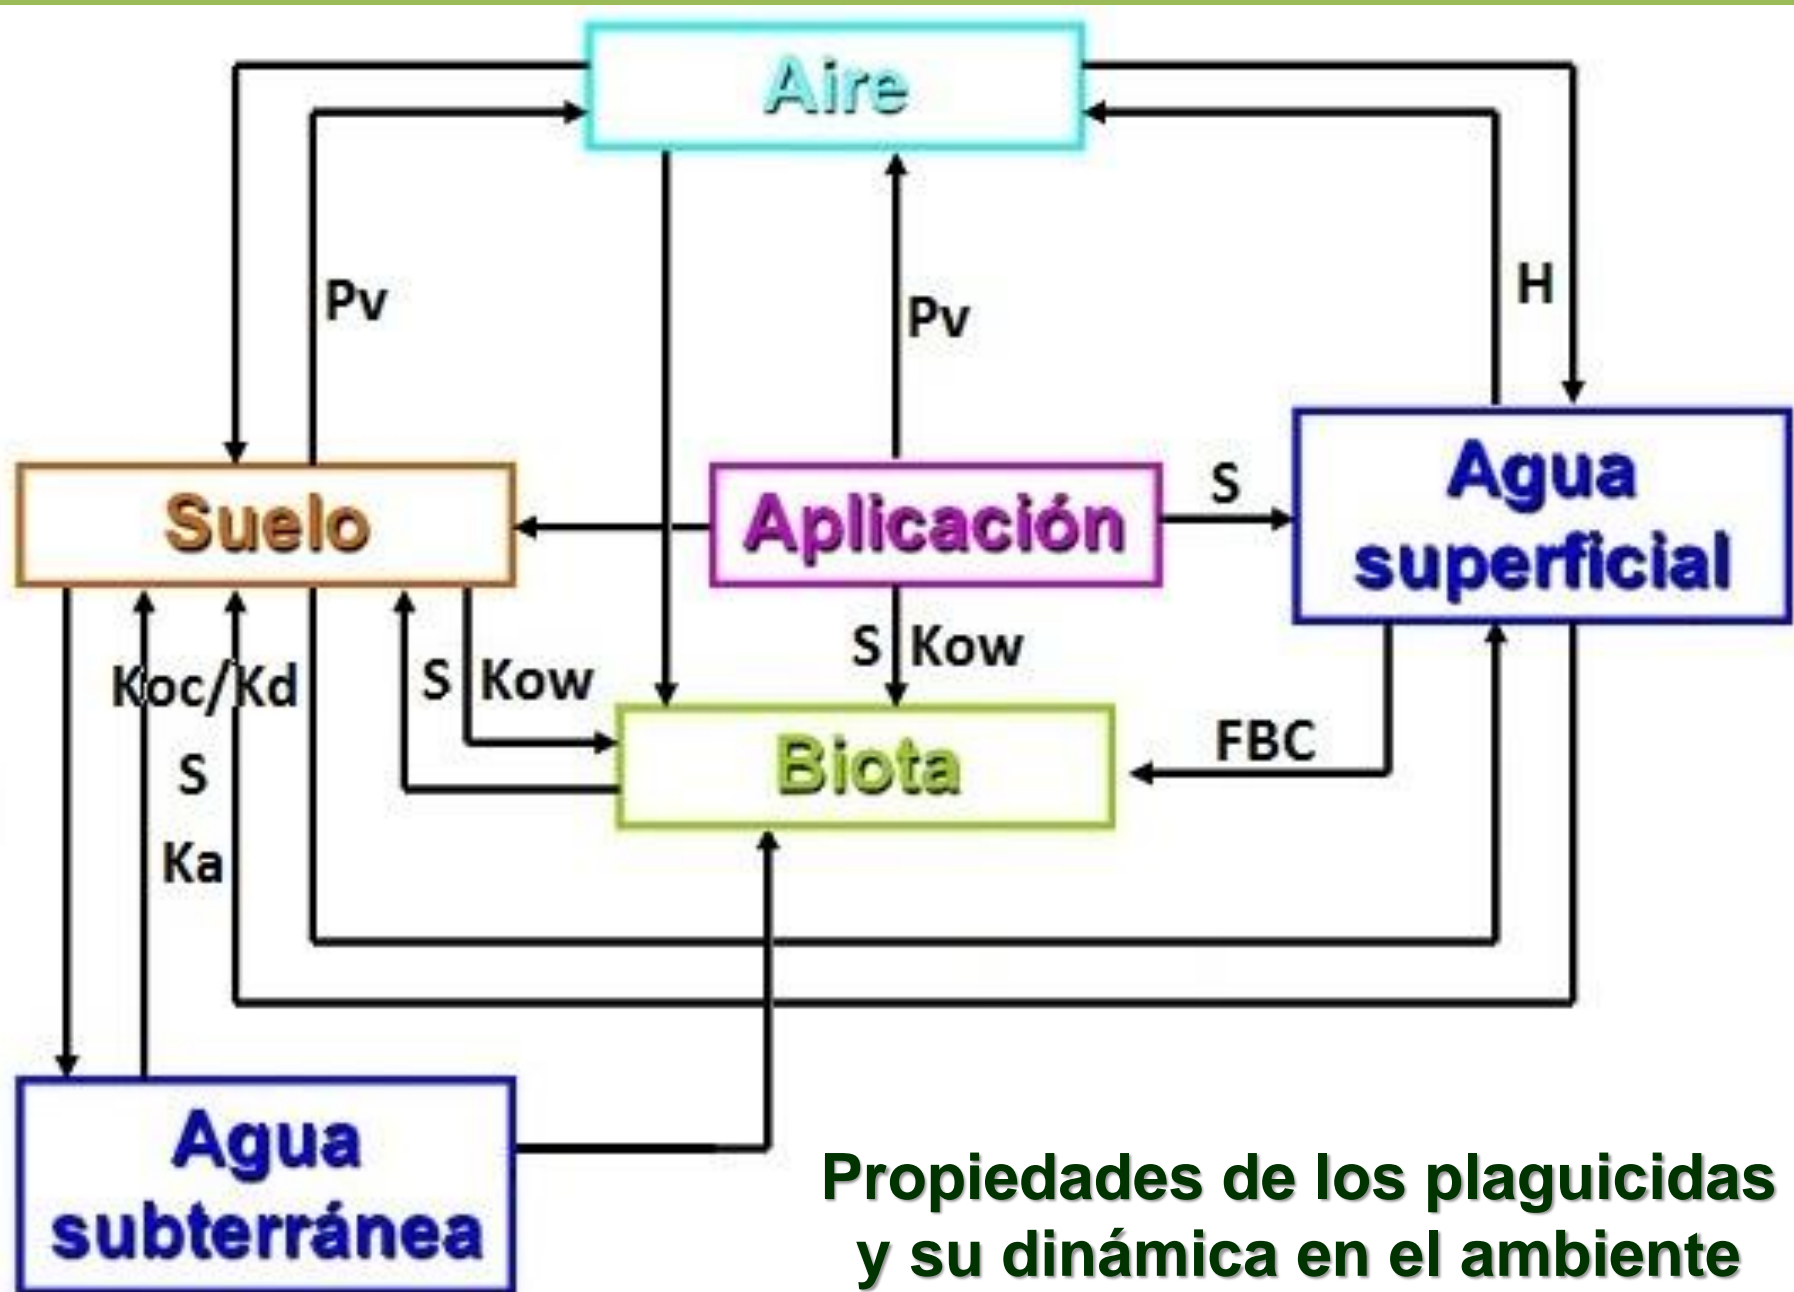 Aire
Pv
Pv
H
Suelo
Aplicación
S
Agua
superficial
Koc/Kd
S
Ka
S
Kow
S
Kow
Biota
FBC
Agua
subterránea
Propiedades de los plaguicidas
y su dinámica en el ambiente